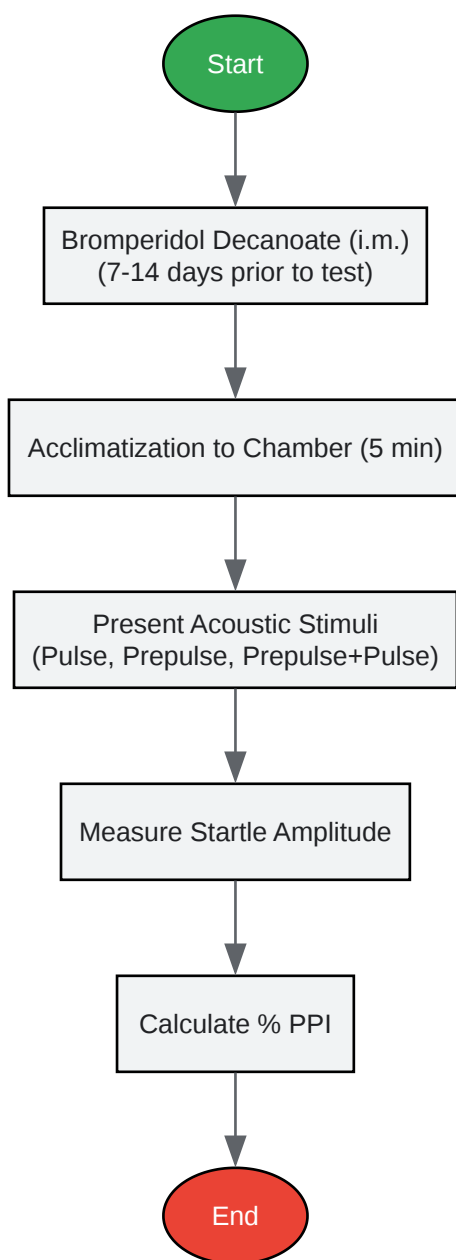 Start
Bromperidol Decanoate (i.m.)
(7-14 days prior to test)
Acclimatization to Chamber (5 min)
Present Acoustic Stimuli
(Pulse, Prepulse, Prepulse+Pulse)
Measure Startle Amplitude
Calculate % PPI
End